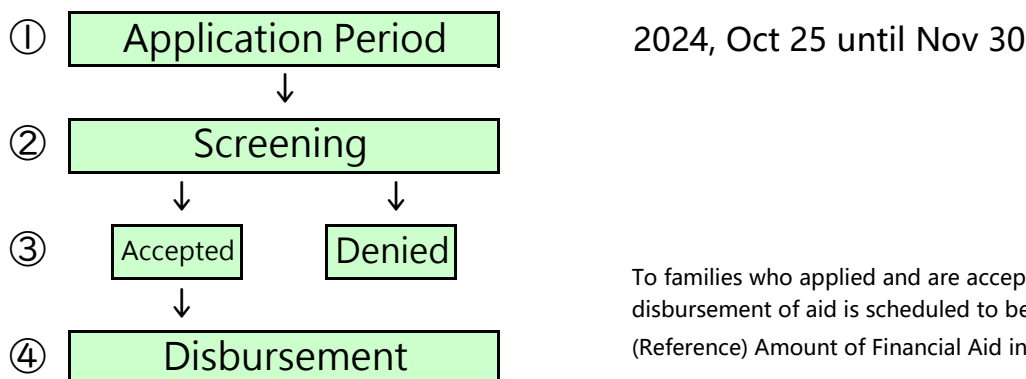 ① Application Period 2024, Oct 25 until Nov 30
② Screening
③ Accepted Denied
To families who applied and are accep
disbursement of aid is scheduled to be
(Reference) Amount of Financial Aid in
④ Disbursement